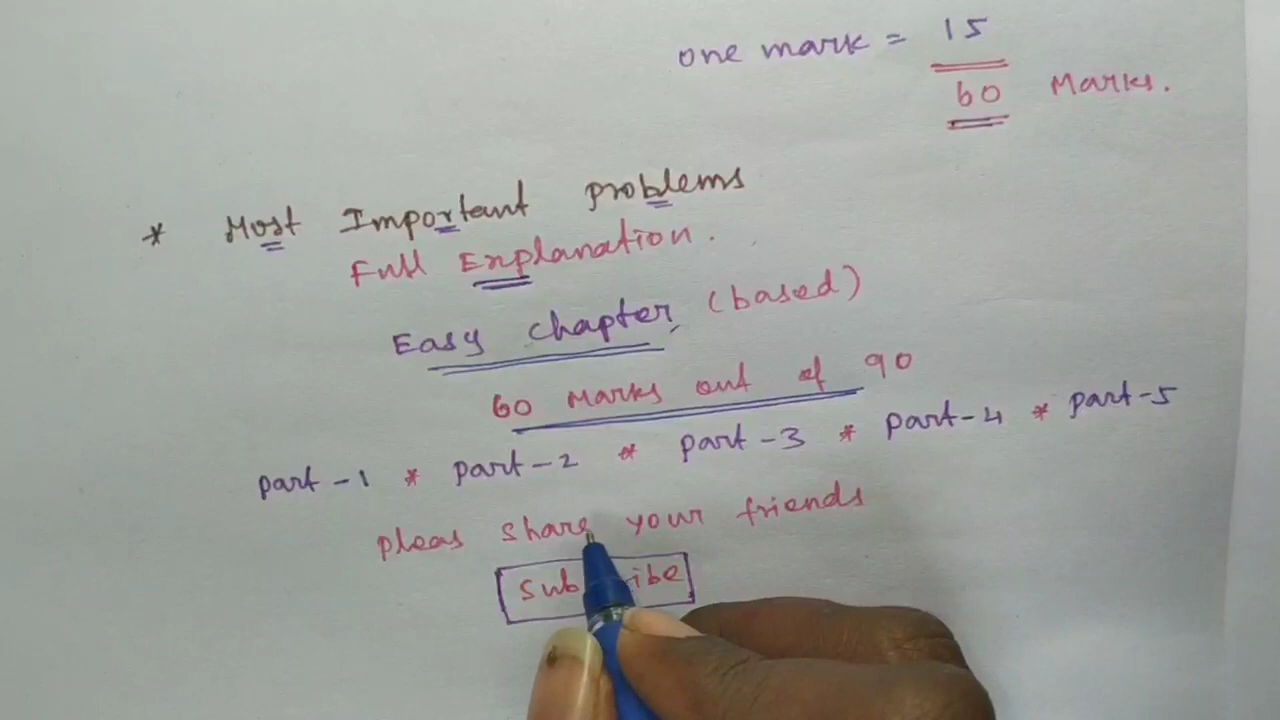 one mark = 15
60 Marks.
* Most Important problems
Full Explanation.
Easy chapter, (based)
60 Marks out of 90
part-1 * part-2 * part-3 * part-4 * part-5
pleas share your friends